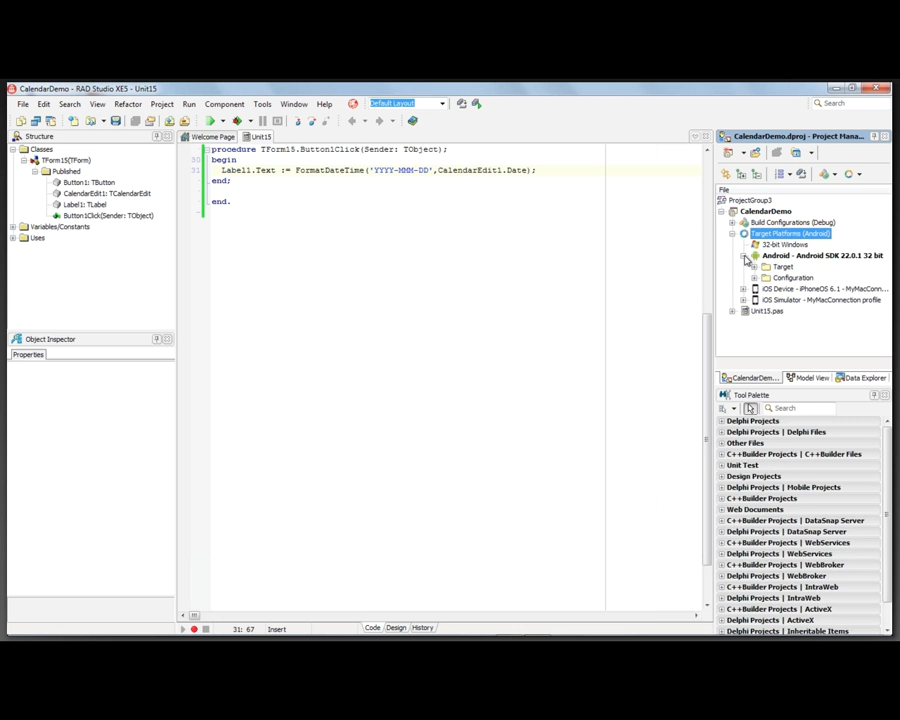 CalendarDemo - RAD Studio XE5 - Unit15
File Edit Search View Refactor Project Run Component Tools Window Help
Default Layout
Search
Structure
Classes
TForm15(TForm)
Published
Button1: TButton
CalendarEdit1: TCalendarEdit
Label1: TLabel
Button1Click(Sender: TObject)
Variables/Constants
Uses
Object Inspector
Properties
Welcome Page
Unit15
procedure TForm15.Button1Click(Sender: TObject);
30 begin
31 Label1.Text := FormatDateTime('YYYY-MMM-DD',CalendarEdit1.Date);
end;
end.
31: 67 Insert
Code Design History
CalendarDemo.dproj - Project Mana...
File
ProjectGroup3
CalendarDemo
Build Configurations (Debug)
Target Platforms (Android)
32-bit Windows
Android - Android SDK 22.0.1 32 bit
Target
Configuration
iOS Device - iPhoneOS 6.1 - MyMacConn...
iOS Simulator - MyMacConnection profile
Unit15.pas
CalendarDem...
Model View
Data Explorer
Tool Palette
Search
Delphi Projects
Delphi Projects | Delphi Files
Other Files
C++Builder Projects | C++Builder Files
Unit Test
Design Projects
Delphi Projects | Mobile Projects
C++Builder Projects
Web Documents
C++Builder Projects | DataSnap Server
Delphi Projects | DataSnap Server
C++Builder Projects | WebServices
Delphi Projects | WebServices
C++Builder Projects | WebBroker
Delphi Projects | WebBroker
C++Builder Projects | IntraWeb
Delphi Projects | IntraWeb
C++Builder Projects | ActiveX
Delphi Projects | ActiveX
Delphi Projects | Inheritable Items